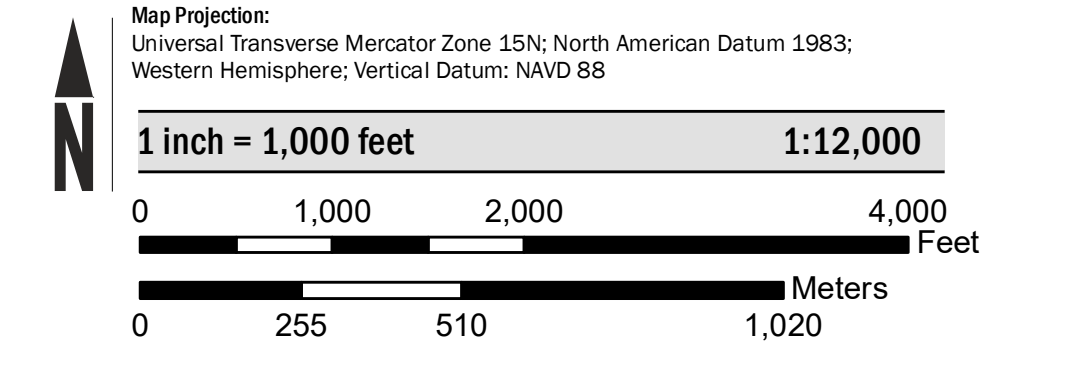 Map Projection:
Universal Transverse Mercator Zone 15N; North American Datum 1983;
Western Hemisphere; Vertical Datum: NAVD 88
N
1 inch = 1,000 feet 1:12,000
0 1,000 2,000 4,000
Feet
Meters
0 255 510 1,020